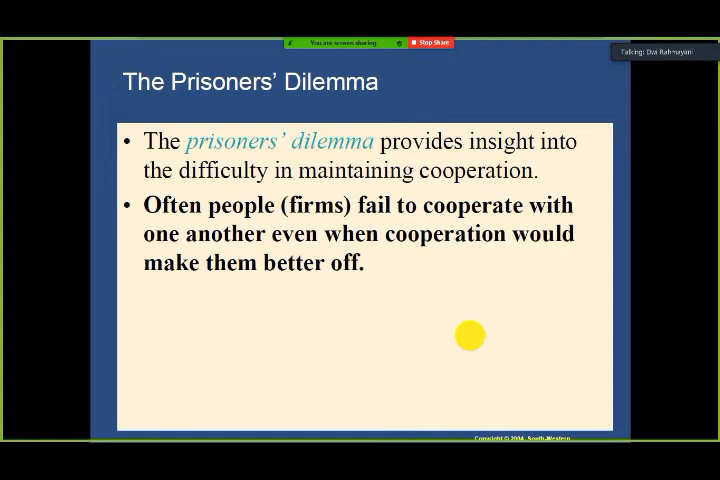 You are screen sharing
Stop Share
Talking: Dwi Rahmayani
The Prisoners' Dilemma
• The prisoners' dilemma provides insight into
the difficulty in maintaining cooperation.
• Often people (firms) fail to cooperate with
one another even when cooperation would
make them better off.
Copyright © 2004 South-Western